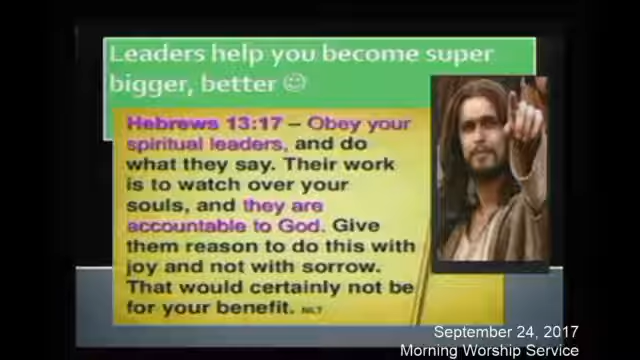 Leaders help you become super
bigger, better ☺
Hebrews 13:17 – Obey your
spiritual leaders, and do
what they say. Their work
is to watch over your
souls, and they are
accountable to God. Give
them reason to do this with
joy and not with sorrow.
That would certainly not be
for your benefit. NLT
September 24, 2017
Morning Worship Service